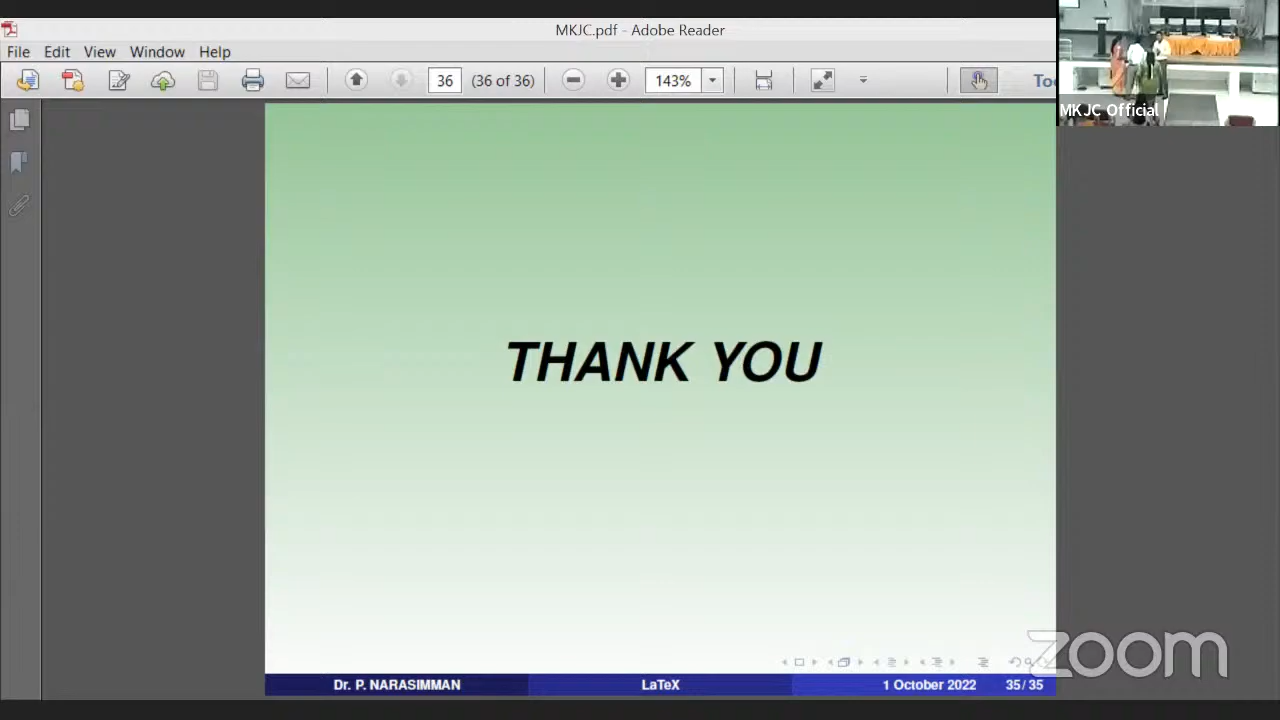 MKJC.pdf - Adobe Reader
File Edit View Window Help
36 (36 of 36) 143% Too
MKJC Official
THANK YOU
zoom
Dr. P. NARASIMMAN LaTeX 1 October 2022 35/35